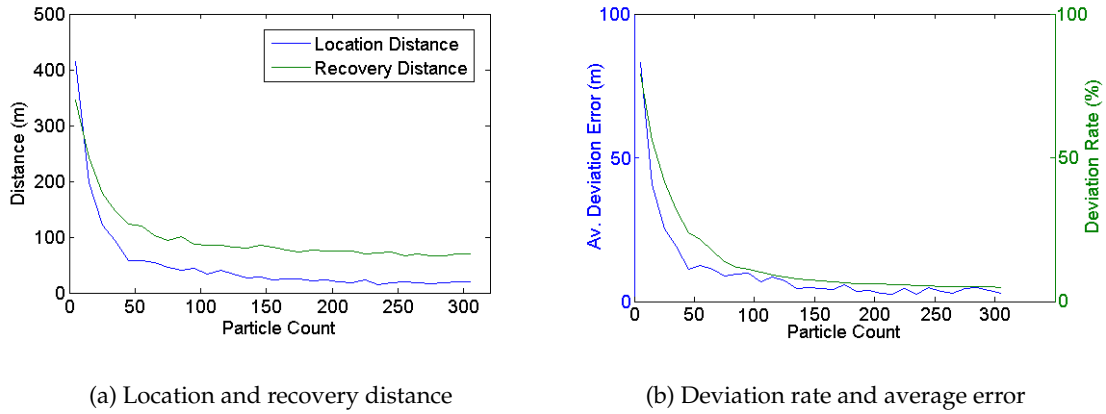 500
400
300
200
100
0
Distance (m)
Location Distance
Recovery Distance
0 50 100 150 200 250 300
Particle Count
(a) Location and recovery distance
100
50
0
Av. Deviation Error (m)
100
50
0
Deviation Rate (%)
0 50 100 150 200 250 300
Particle Count
(b) Deviation rate and average error